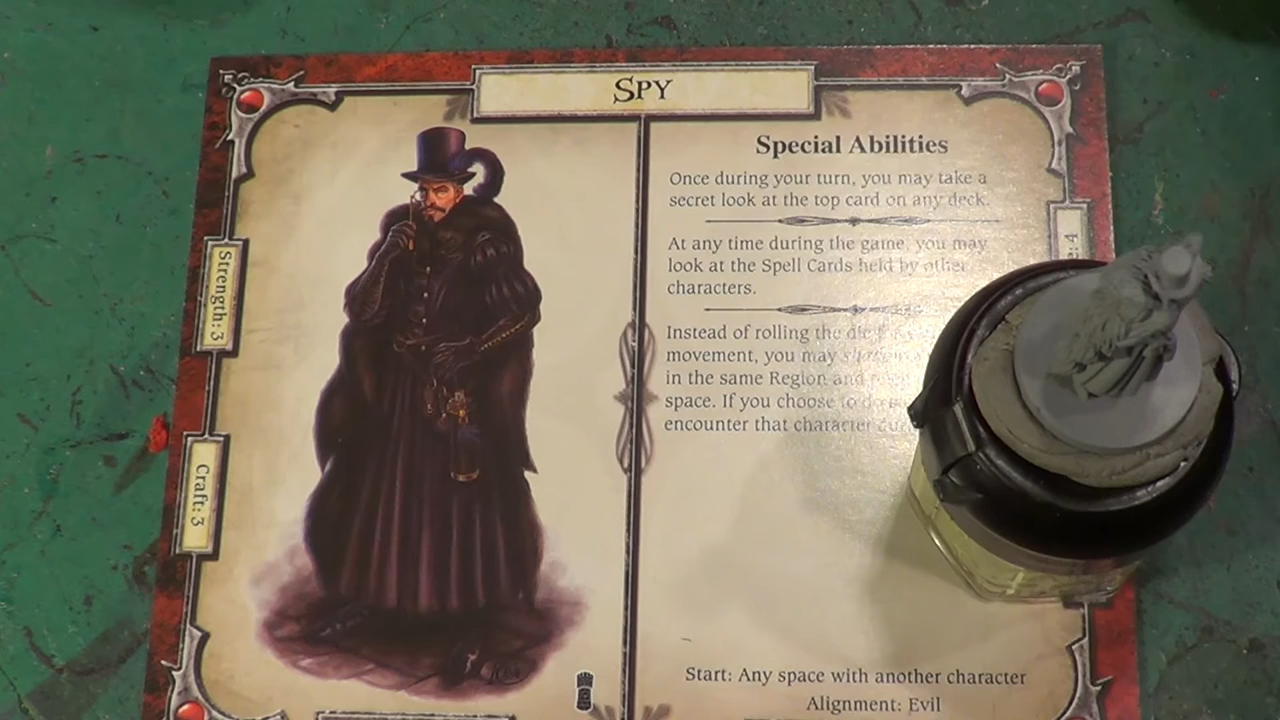 SPY
Special Abilities
Once during your turn, you may take a
secret look at the top card on any deck.
At any time during the game, you may
look at the Spell Cards held by other
characters.
Instead of rolling the die
movement, you may
in the same Region and
space. If you choose to do
encounter that character
Start: Any space with another character
Alignment: Evil
Strength: 3
Craft: 3
: 4